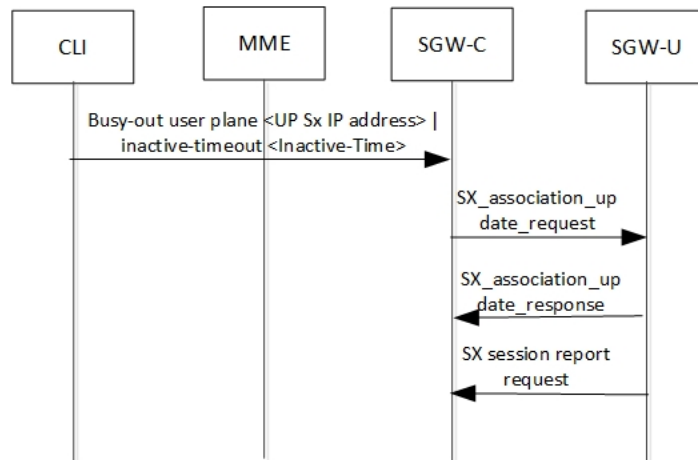 CLI
MME
SGW-C
SGW-U
Busy-out user plane <UP Sx IP address> |
inactive-timeout <Inactive-Time>
SX_association_up
date_request
SX_association_up
date_response
SX session report
request